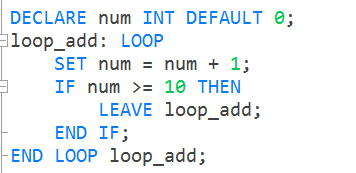 DECLARE num INT DEFAULT 0;
loop_add: LOOP
    SET num = num + 1;
    IF num >= 10 THEN
        LEAVE loop_add;
    END IF;
END LOOP loop_add;